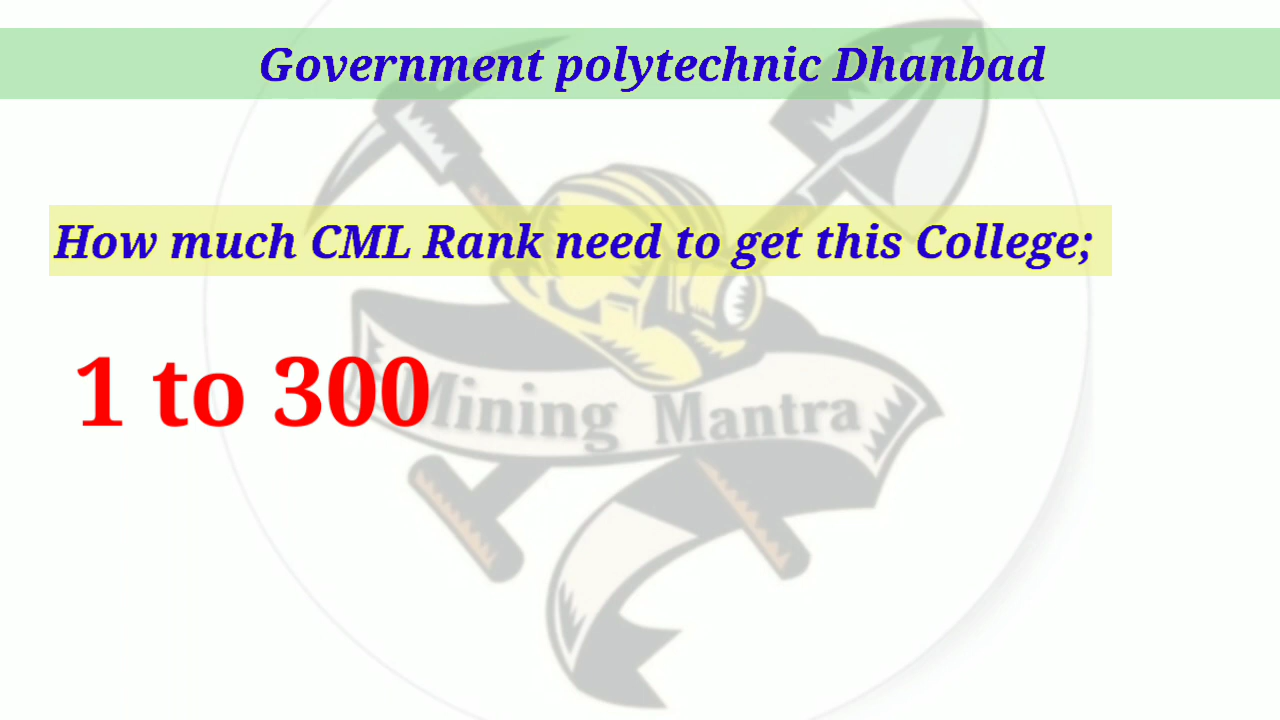 Government polytechnic Dhanbad
How much CML Rank need to get this College;
1 to 300
Mining Mantra